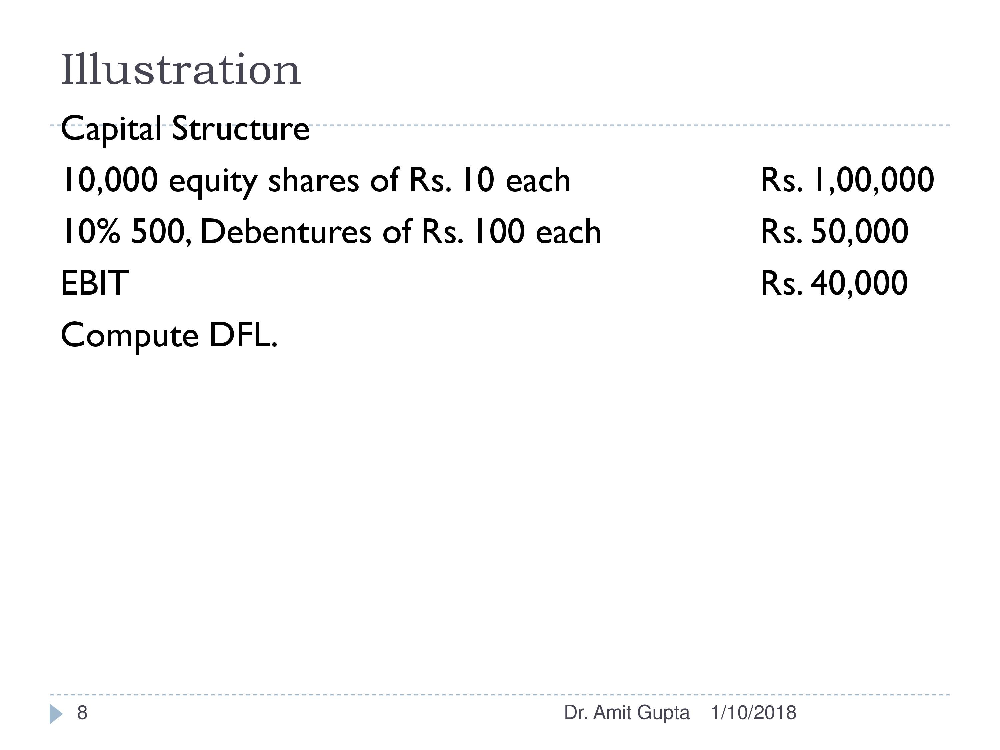 Illustration
Capital Structure
10,000 equity shares of Rs. 10 each Rs. 1,00,000
10% 500, Debentures of Rs. 100 each Rs. 50,000
EBIT Rs. 40,000
Compute DFL.
8 Dr. Amit Gupta 1/10/2018